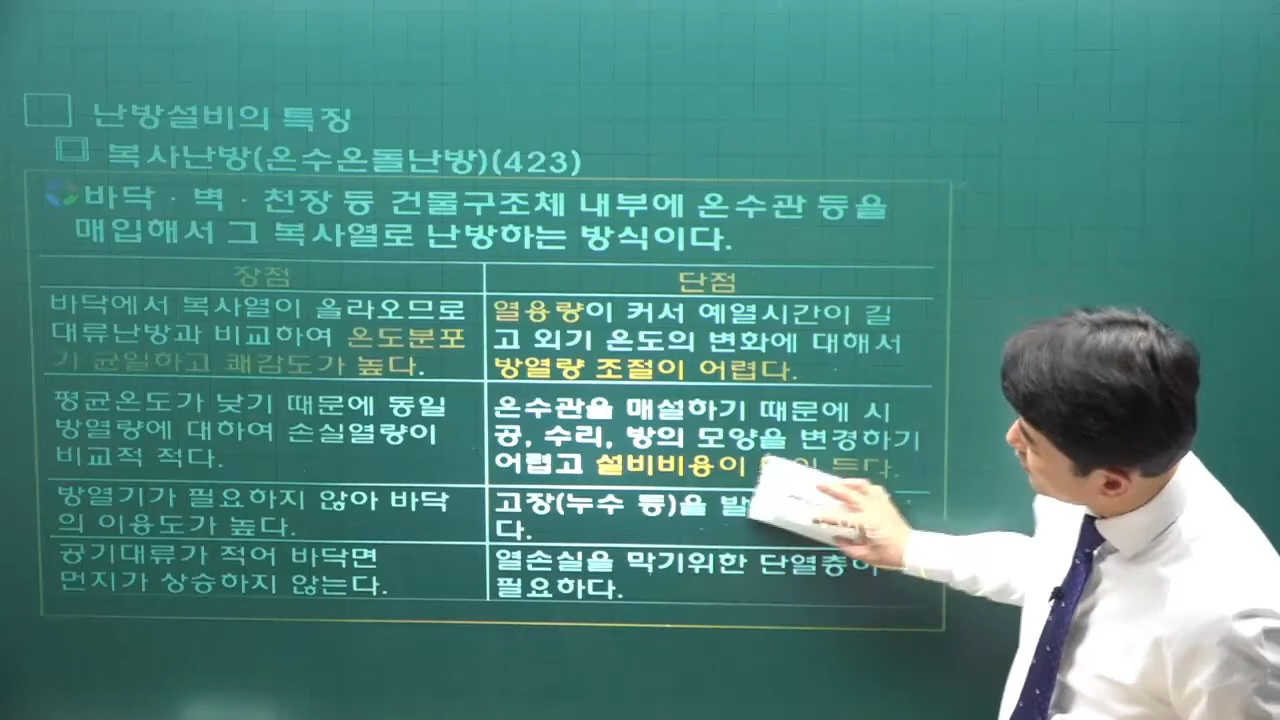 난방설비의 특징
복사난방(온수온돌난방)(423)
바닥·벽·천장 등 건물구조체 내부에 온수관 등을
매입해서 그 복사열로 난방하는 방식이다.
장점
바닥에서 복사열이 올라오므로
대류난방과 비교하여 온도분포
가 균일하고 쾌감도가 높다.
평균온도가 낮기 때문에 동일
방열량에 대하여 손실열량이
비교적 적다.
방열기가 필요하지 않아 바닥
의 이용도가 높다.
공기대류가 적어 바닥면
먼지가 상승하지 않는다.
단점
열용량이 커서 예열시간이 길
고 외기 온도의 변화에 대해서
방열량 조절이 어렵다.
온수관을 매설하기 때문에 시
공, 수리, 방의 모양을 변경하기
어렵고 설비비용이 든다.
고장(누수 등)을
다.
열손실을 막기위한 단열층이
필요하다.